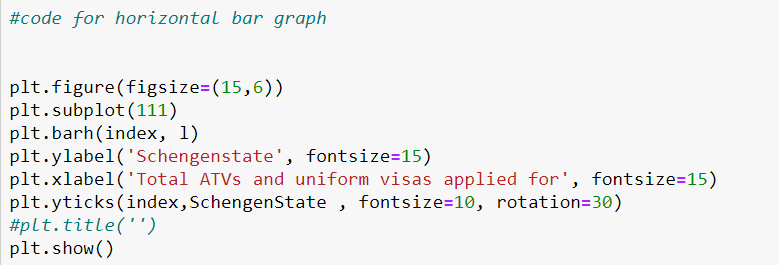 #code for horizontal bar graph
plt.figure(figsize=(15,6))
plt.subplot(111)
plt.barh(index, l)
plt.ylabel('Schengenstate', fontsize=15)
plt.xlabel('Total ATVs and uniform visas applied for', fontsize=15)
plt.yticks(index,SchengenState , fontsize=10, rotation=30)
#plt.title('')
plt.show()